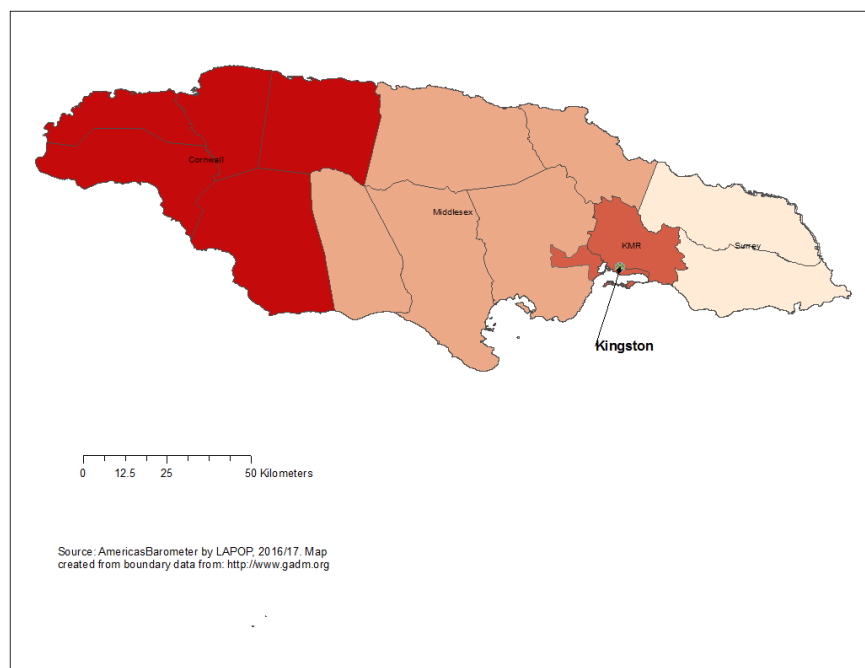 Cornwall
Middlesex
KMR
Surrey
Kingston
0 12.5 25 50 Kilometers
Source: AmericasBarometer by LAPOP, 2016/17. Map
created from boundary data from: http://www.gadm.org